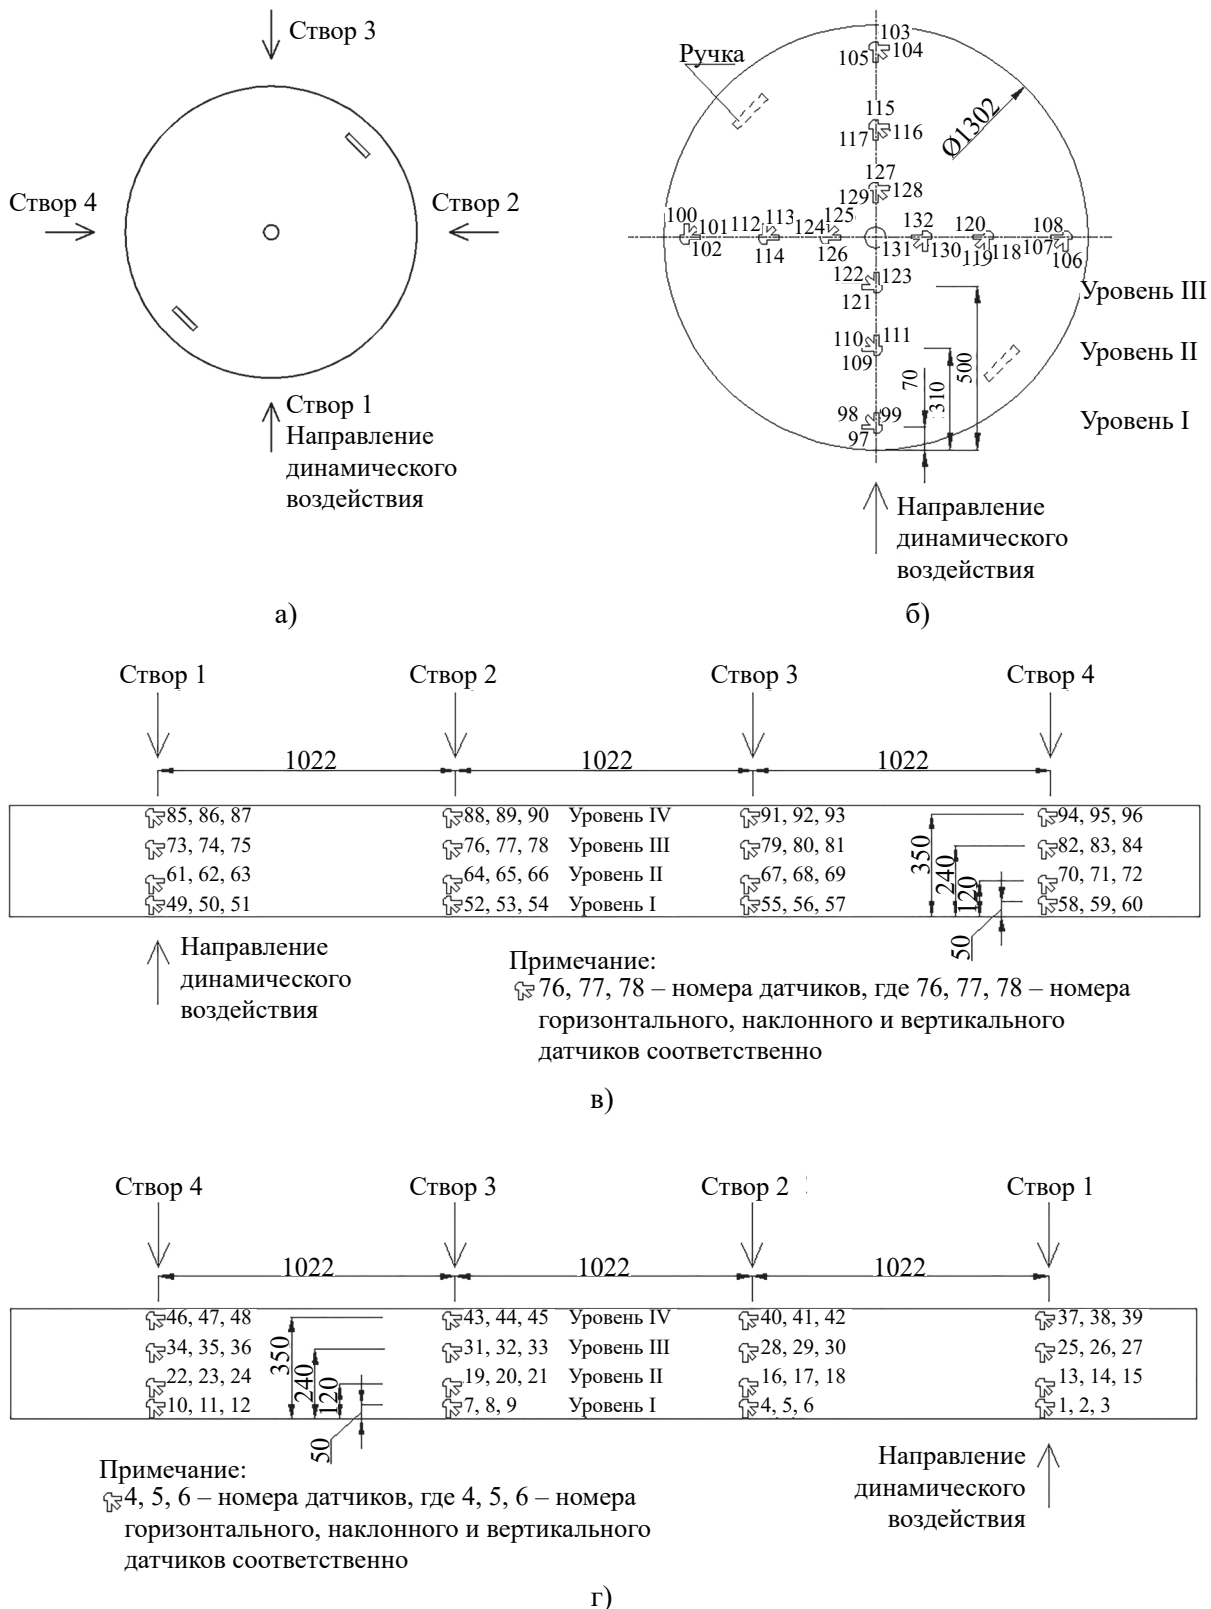 Створ 3
Створ 4
Створ 2
Створ 1
Направление
динамического
воздействия
а)
103
105
104
Ручка
115
117
116
Ø1302
127
129
128
100
101
102
112
113
114
124
125
126
132
131
130
120
119
118
108
107
106
122
123
121
Уровень III
110
111
109
Уровень II
98
99
97
Уровень I
70
310
500
Направление
динамического
воздействия
б)
Створ 1
Створ 2
Створ 3
Створ 4
1022
1022
1022
85, 86, 87
88, 89, 90
Уровень IV
91, 92, 93
94, 95, 96
73, 74, 75
76, 77, 78
Уровень III
79, 80, 81
82, 83, 84
61, 62, 63
64, 65, 66
Уровень II
67, 68, 69
70, 71, 72
49, 50, 51
52, 53, 54
Уровень I
55, 56, 57
58, 59, 60
350
240
120
50
Направление
динамического
воздействия
Примечание:
76, 77, 78 – номера датчиков, где 76, 77, 78 – номера
горизонтального, наклонного и вертикального
датчиков соответственно
в)
Створ 4
Створ 3
Створ 2
Створ 1
1022
1022
1022
46, 47, 48
43, 44, 45
Уровень IV
40, 41, 42
37, 38, 39
34, 35, 36
31, 32, 33
Уровень III
28, 29, 30
25, 26, 27
22, 23, 24
19, 20, 21
Уровень II
16, 17, 18
13, 14, 15
10, 11, 12
7, 8, 9
Уровень I
4, 5, 6
1, 2, 3
350
240
120
50
Примечание:
4, 5, 6 – номера датчиков, где 4, 5, 6 – номера
горизонтального, наклонного и вертикального
датчиков соответственно
Направление
динамического
воздействия
г)